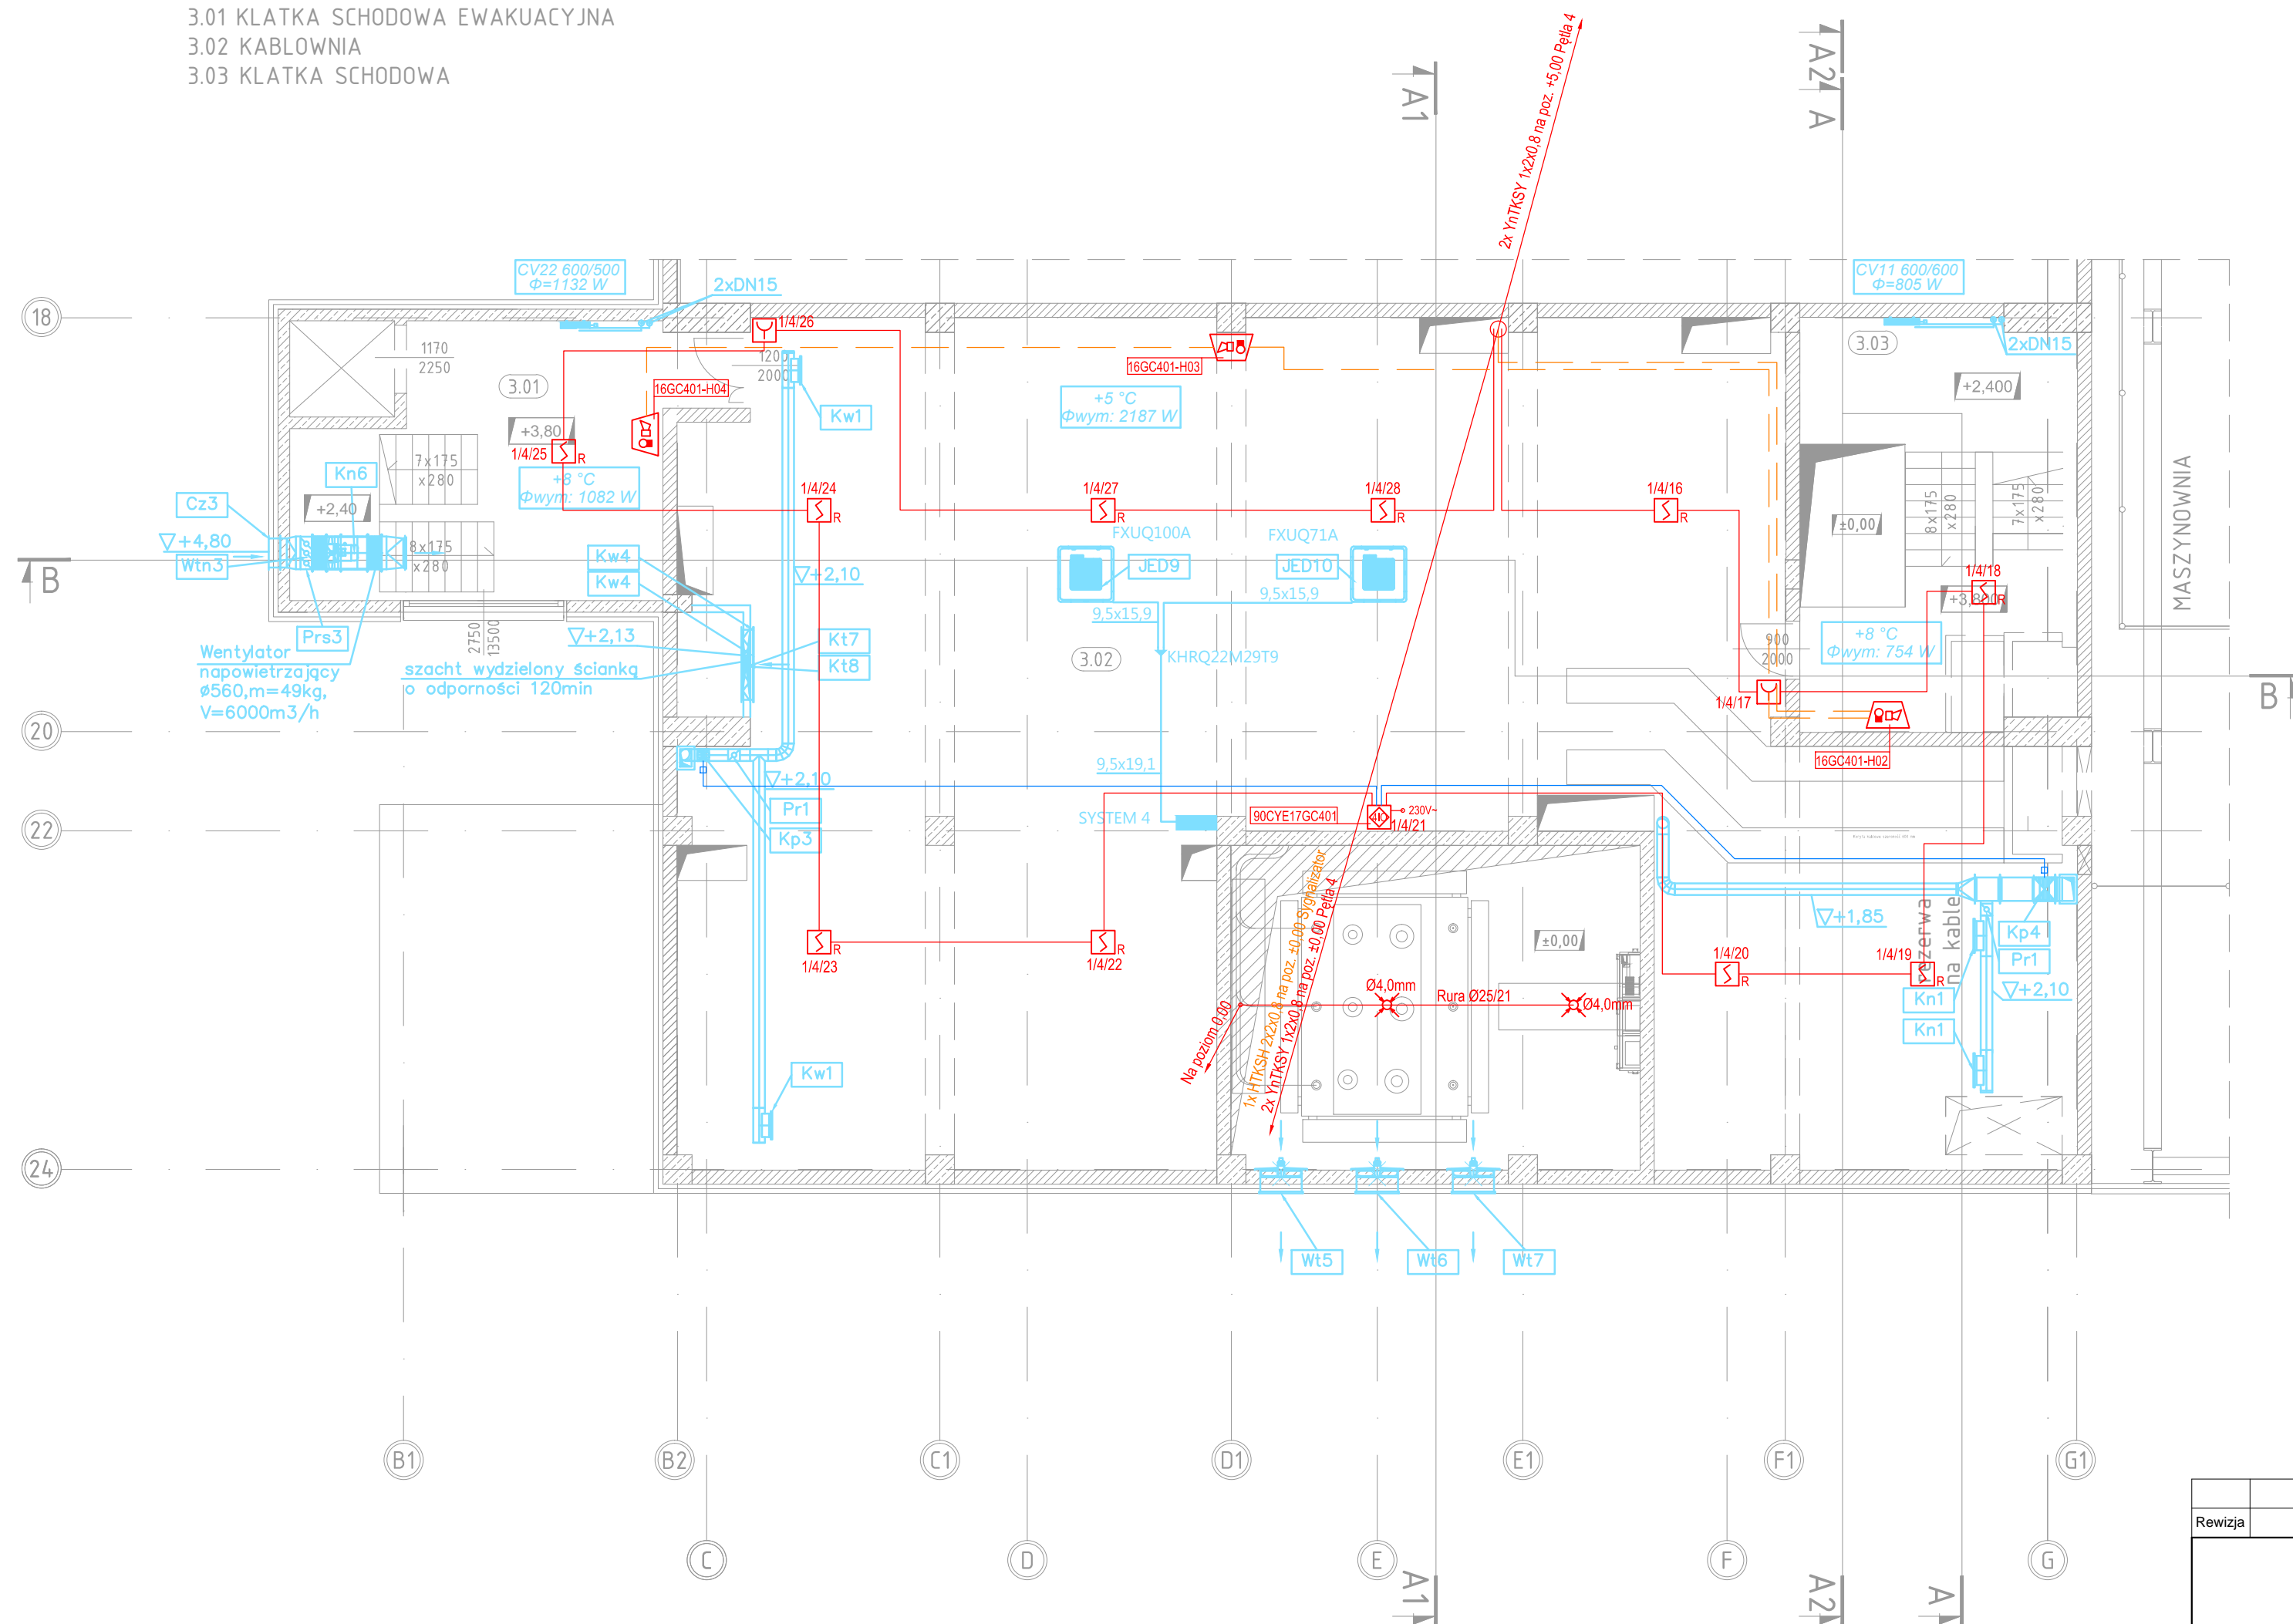 3.01 KLATKA SCHODOWA EWAKUACYJNA
3.02 KABLOWNIA
3.03 KLATKA SCHODOWA
A1
A2
A
2x YnTKSY 1x2x0,8 na poz. +5,00 Pętla 4
CV22 600/500
Φ=1132 W
2xDN15
CV11 600/600
Φ=805 W
18
1/4/26
1170
2250
1200
2000
3.01
16GC401-H04
16GC401-H03
3.03
2xDN15
+2,400
+5 °C
Φwym: 2187 W
Kw1
+3,80
1/4/25
R
7x175
x280
Kn6
+8 °C
Φwym: 1082 W
1/4/24
R
1/4/27
R
1/4/28
R
1/4/16
R
Cz3
+2,40
8x175
x280
7x175
x280
±0,00
MASZYNOWNIA
+4,80
Wtn3
8x175
x280
FXUQ100A
FXUQ71A
B
Kw4
Kw4
+2,10
JED9
JED10
1/4/18
R
+3,80
9,5x15,9
9,5x15,9
Prs3
2750
13500
+2,13
Kt7
Kt8
900
2000
+8 °C
Φwym: 754 W
Wentylator
napowietrzający
ø560,m=49kg,
V=6000m3/h
szacht wydzielony ścianką
o odporności 120min
3.02
KHRQ22M29T9
1/4/17
B
20
16GC401-H02
9,5x19,1
+2,10
Pr1
Kp3
SYSTEM 4
90CYE17GC401
230V~
4IO
1/4/21
22
1x HTKSH 2x2x0,8 na poz. ±0,00 Sygnalizator
2x YnTKSY 1x2x0,8 na poz. ±0,00 Pętla 4
±0,00
+1,85
rezerwa
na kable
Kp4
Pr1
1/4/23
R
1/4/22
R
1/4/20
R
1/4/19
R
Ø4,0mm
Rura Ø25/21
Ø4,0mm
Na poziom 0,00
+2,10
Kn1
Kn1
Kw1
24
Wt5
Wt6
Wt7
B1
B2
C1
D1
E1
F1
G1
C
D
E
F
G
A1
A2
A
Rewizja